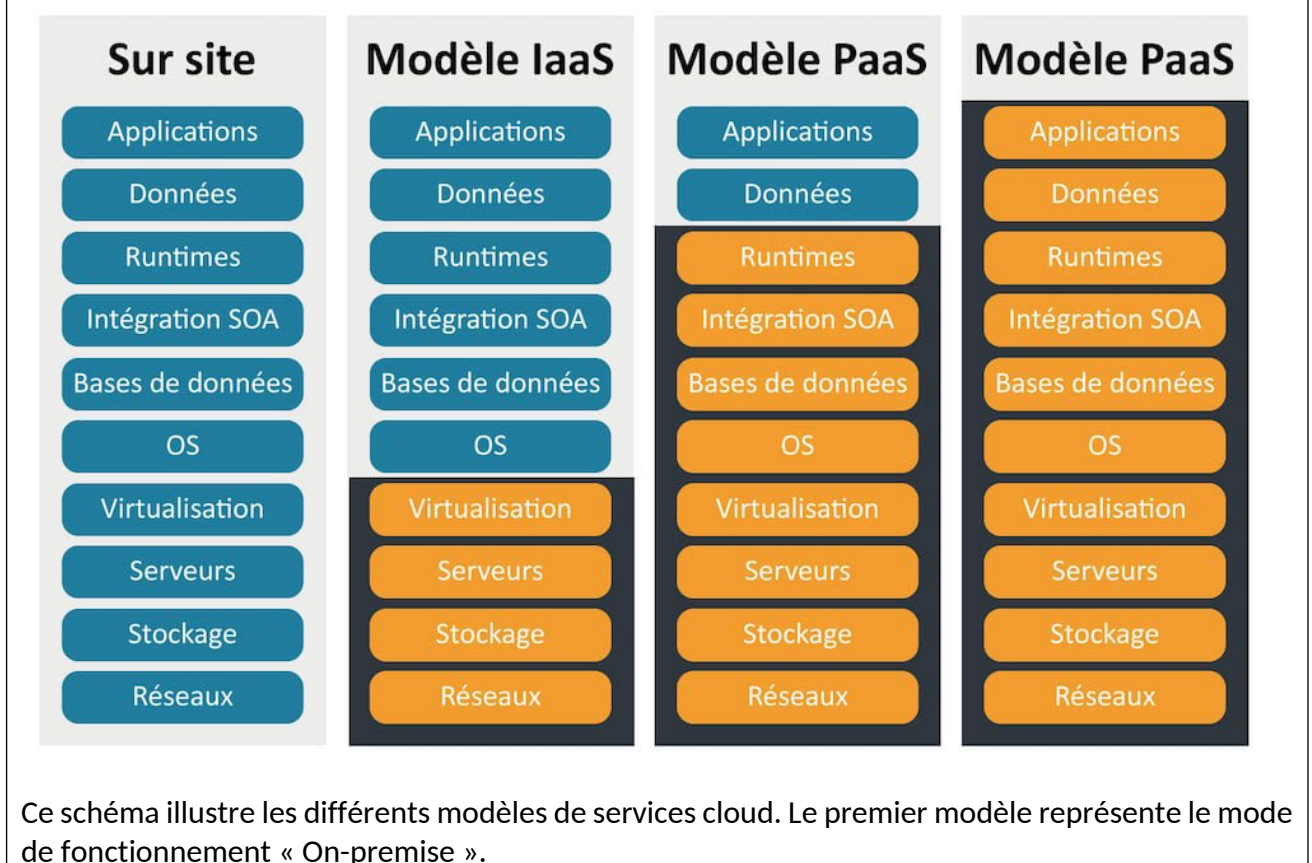 Sur site
Applications
Données
Runtimes
Intégration SOA
Bases de données
OS
Virtualisation
Serveurs
Stockage
Réseaux
Modèle IaaS
Applications
Données
Runtimes
Intégration SOA
Bases de données
OS
Virtualisation
Serveurs
Stockage
Réseaux
Modèle PaaS
Applications
Données
Runtimes
Intégration SOA
Bases de données
OS
Virtualisation
Serveurs
Stockage
Réseaux
Modèle PaaS
Applications
Données
Runtimes
Intégration SOA
Bases de données
OS
Virtualisation
Serveurs
Stockage
Réseaux
Ce schéma illustre les différents modèles de services cloud. Le premier modèle représente le mode
de fonctionnement « On-premise ».